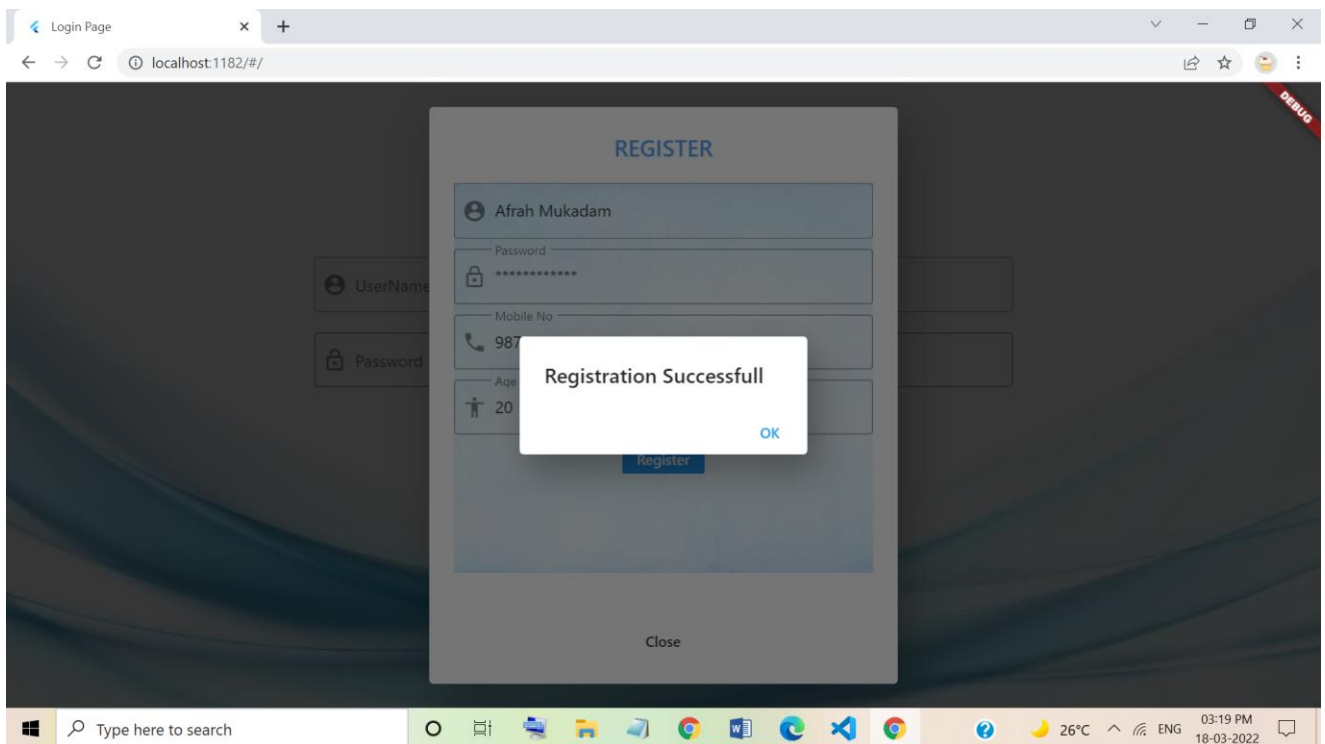 Login Page
localhost:1182/#/
DEBUG
REGISTER
Afrah Mukadam
Password
************
UserName
Mobile No
987
Password
Age
20
Registration Successfull
OK
Register
Close
Type here to search
26°C
ENG
03:19 PM
18-03-2022